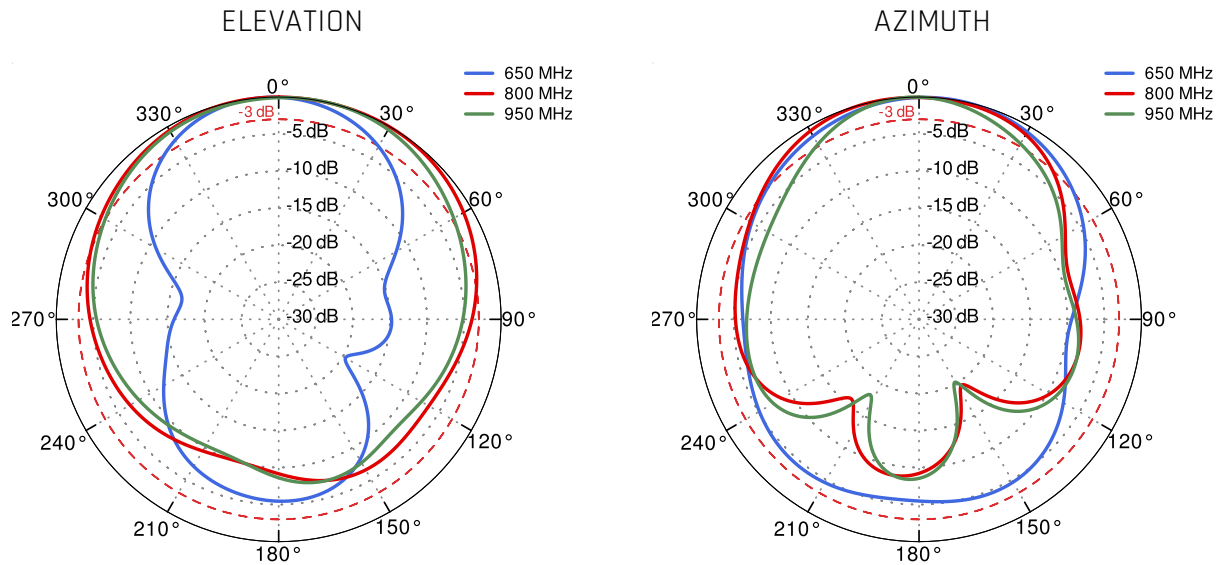 ELEVATION
650 MHz
800 MHz
950 MHz
0°
330°
30°
-3 dB
-5 dB
-10 dB
300°
60°
-15 dB
-20 dB
-25 dB
270°
-30 dB
90°
240°
120°
210°
150°
180°
AZIMUTH
650 MHz
800 MHz
950 MHz
0°
330°
30°
-3 dB
-5 dB
-10 dB
300°
60°
-15 dB
-20 dB
-25 dB
270°
-30 dB
90°
240°
120°
210°
150°
180°